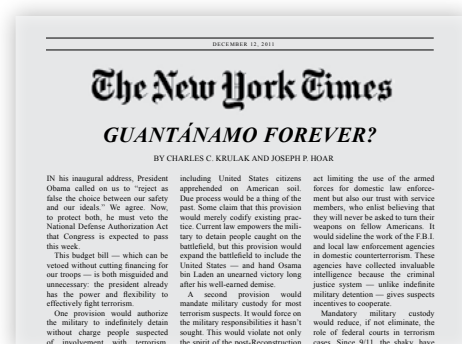 DECEMBER 12, 2011
The New York Times
GUANTÁNAMO FOREVER?
BY CHARLES C. KRULAK AND JOSEPH P. HOAR
IN his inaugural address, President
Obama called on us to “reject as
false the choice between our safety
and our ideals.” We agree. Now,
to protect both, he must veto the
National Defense Authorization Act
that Congress is expected to pass
this week.
This budget bill — which can be
vetoed without cutting financing for
our troops — is both misguided and
unnecessary: the president already
has the power and flexibility to
effectively fight terrorism.
One provision would authorize
the military to indefinitely detain
without charge people suspected
of involvement with terrorism,
including United States citizens
apprehended on American soil.
Due process would be a thing of the
past. Some claim that this provision
would merely codify existing prac-
tice. Current law empowers the mili-
tary to detain people caught on the
battlefield, but this provision would
expand the battlefield to include the
United States — and hand Osama
bin Laden an unearned victory long
after his well-earned demise.
A second provision would
mandate military custody for most
terrorism suspects. It would force on
the military responsibilities it hasn’t
sought. This would violate not only
the spirit of the post-Reconstruction
act limiting the use of the armed
forces for domestic law enforce-
ment but also our trust with service
members, who enlist believing that
they will never be asked to turn their
weapons on fellow Americans. It
would sideline the work of the F.B.I.
and local law enforcement agencies
in domestic counterterrorism. These
agencies have collected invaluable
intelligence because the criminal
justice system — unlike indefinite
military detention — gives suspects
incentives to cooperate.
Mandatory military custody
would reduce, if not eliminate, the
role of federal courts in terrorism
cases. Since 9/11, the shaky, have